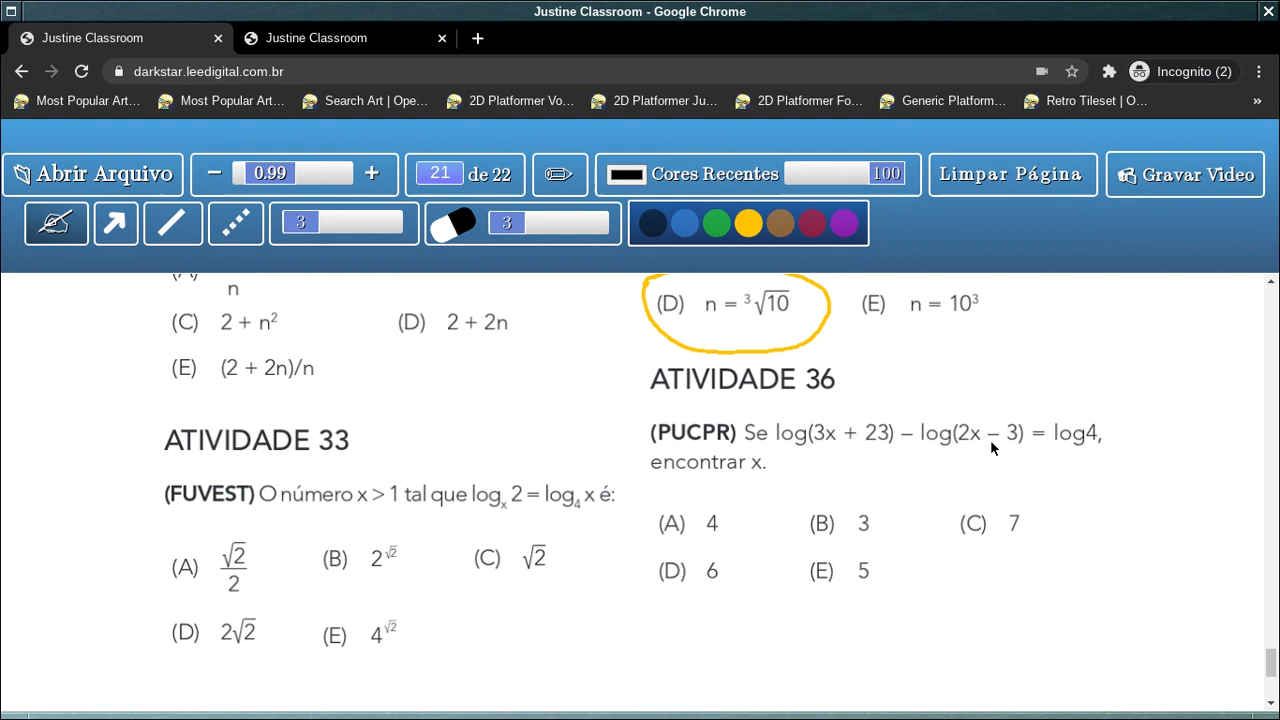 Justine Classroom - Google Chrome
Justine Classroom
Justine Classroom
darkstar.leedigital.com.br
Incognito (2)
Most Popular Art...
Most Popular Art...
Search Art | Ope...
2D Platformer Vo...
2D Platformer Ju...
2D Platformer Fo...
Generic Platform...
Retro Tileset | O...
»
Abrir Arquivo
− 0.99 +
21 de 22
Cores Recentes 100
Limpar Página
Gravar Video
3
3
n
(C) 2 + n²
(D) 2 + 2n
(E) (2 + 2n)/n
ATIVIDADE 33
(FUVEST) O número x > 1 tal que logₓ 2 = log₄ x é:
(A) √2/2
(B) 2^√2
(C) √2
(D) 2√2
(E) 4^√2
(D) n = ³√10
(E) n = 10³
ATIVIDADE 36
(PUCPR) Se log(3x + 23) – log(2x – 3) = log4,
encontrar x.
(A) 4
(B) 3
(C) 7
(D) 6
(E) 5